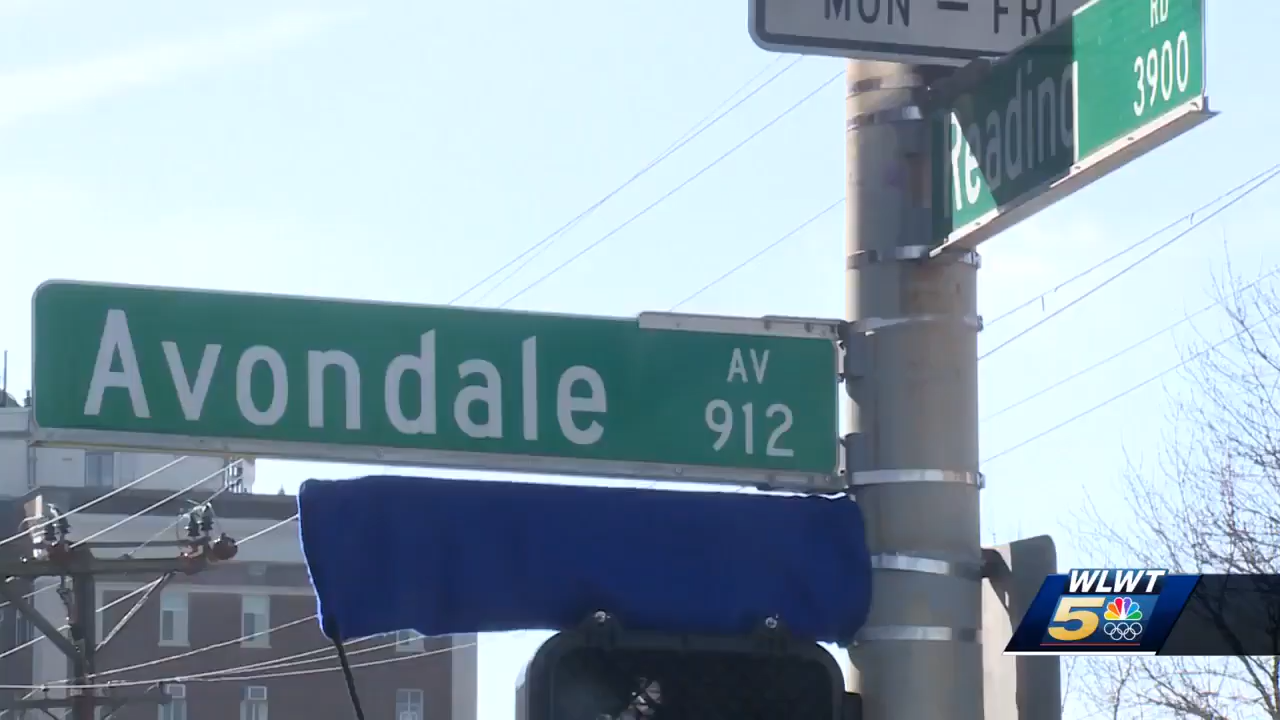 MON – FRI
RD
Reading 3900
Avondale AV
912
WLWT
5